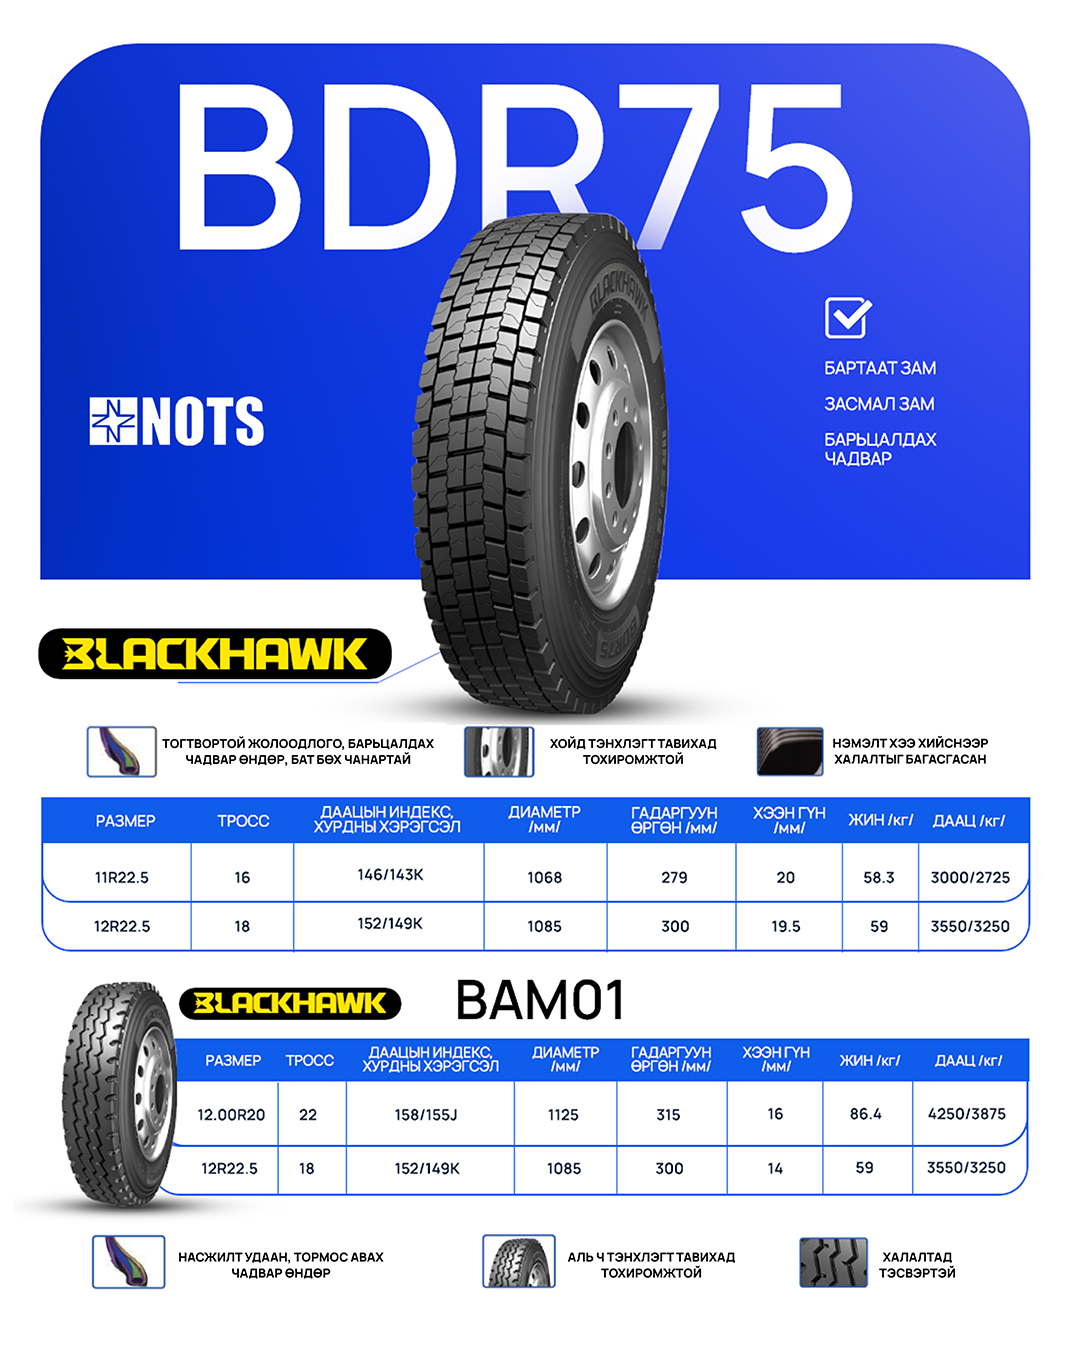 BDR75
BLACKHAWK
BDR75
NOTS
БАРТААТ ЗАМ
ЗАСМАЛ ЗАМ
БАРЬЦАЛДАХ
ЧАДВАР
BLACKHAWK
ТОГТВОРТОЙ ЖОЛООДЛОГО, БАРЬЦАЛДАХ
ЧАДВАР ӨНДӨР, БАТ БӨХ ЧАНАРТАЙ
ХОЙД ТЭНХЛЭГТ ТАВИХАД
ТОХИРОМЖТОЙ
НЭМЭЛТ ХЭЭ ХИЙСНЭЭР
ХАЛАЛТЫГ БАГАСГАСАН
РАЗМЕР ТРОСС ДААЦЫН ИНДЕКС, ХУРДНЫ ХЭРЭГСЭЛ ДИАМЕТР /мм/ ГАДАРГУУН ӨРГӨН /мм/ ХЭЭН ГҮН /мм/ ЖИН /кг/ ДААЦ /кг/
11R22.5 16 146/143K 1068 279 20 58.3 3000/2725
12R22.5 18 152/149K 1085 300 19.5 59 3550/3250
BLACKHAWK BAM01
РАЗМЕР ТРОСС ДААЦЫН ИНДЕКС, ХУРДНЫ ХЭРЭГСЭЛ ДИАМЕТР /мм/ ГАДАРГУУН ӨРГӨН /мм/ ХЭЭН ГҮН /мм/ ЖИН /кг/ ДААЦ /кг/
12.00R20 22 158/155J 1125 315 16 86.4 4250/3875
12R22.5 18 152/149K 1085 300 14 59 3550/3250
НАСЖИЛТ УДААН, ТОРМОС АВАХ
ЧАДВАР ӨНДӨР
АЛЬ Ч ТЭНХЛЭГТ ТАВИХАД
ТОХИРОМЖТОЙ
ХАЛАЛТАД
ТЭСВЭРТЭЙ